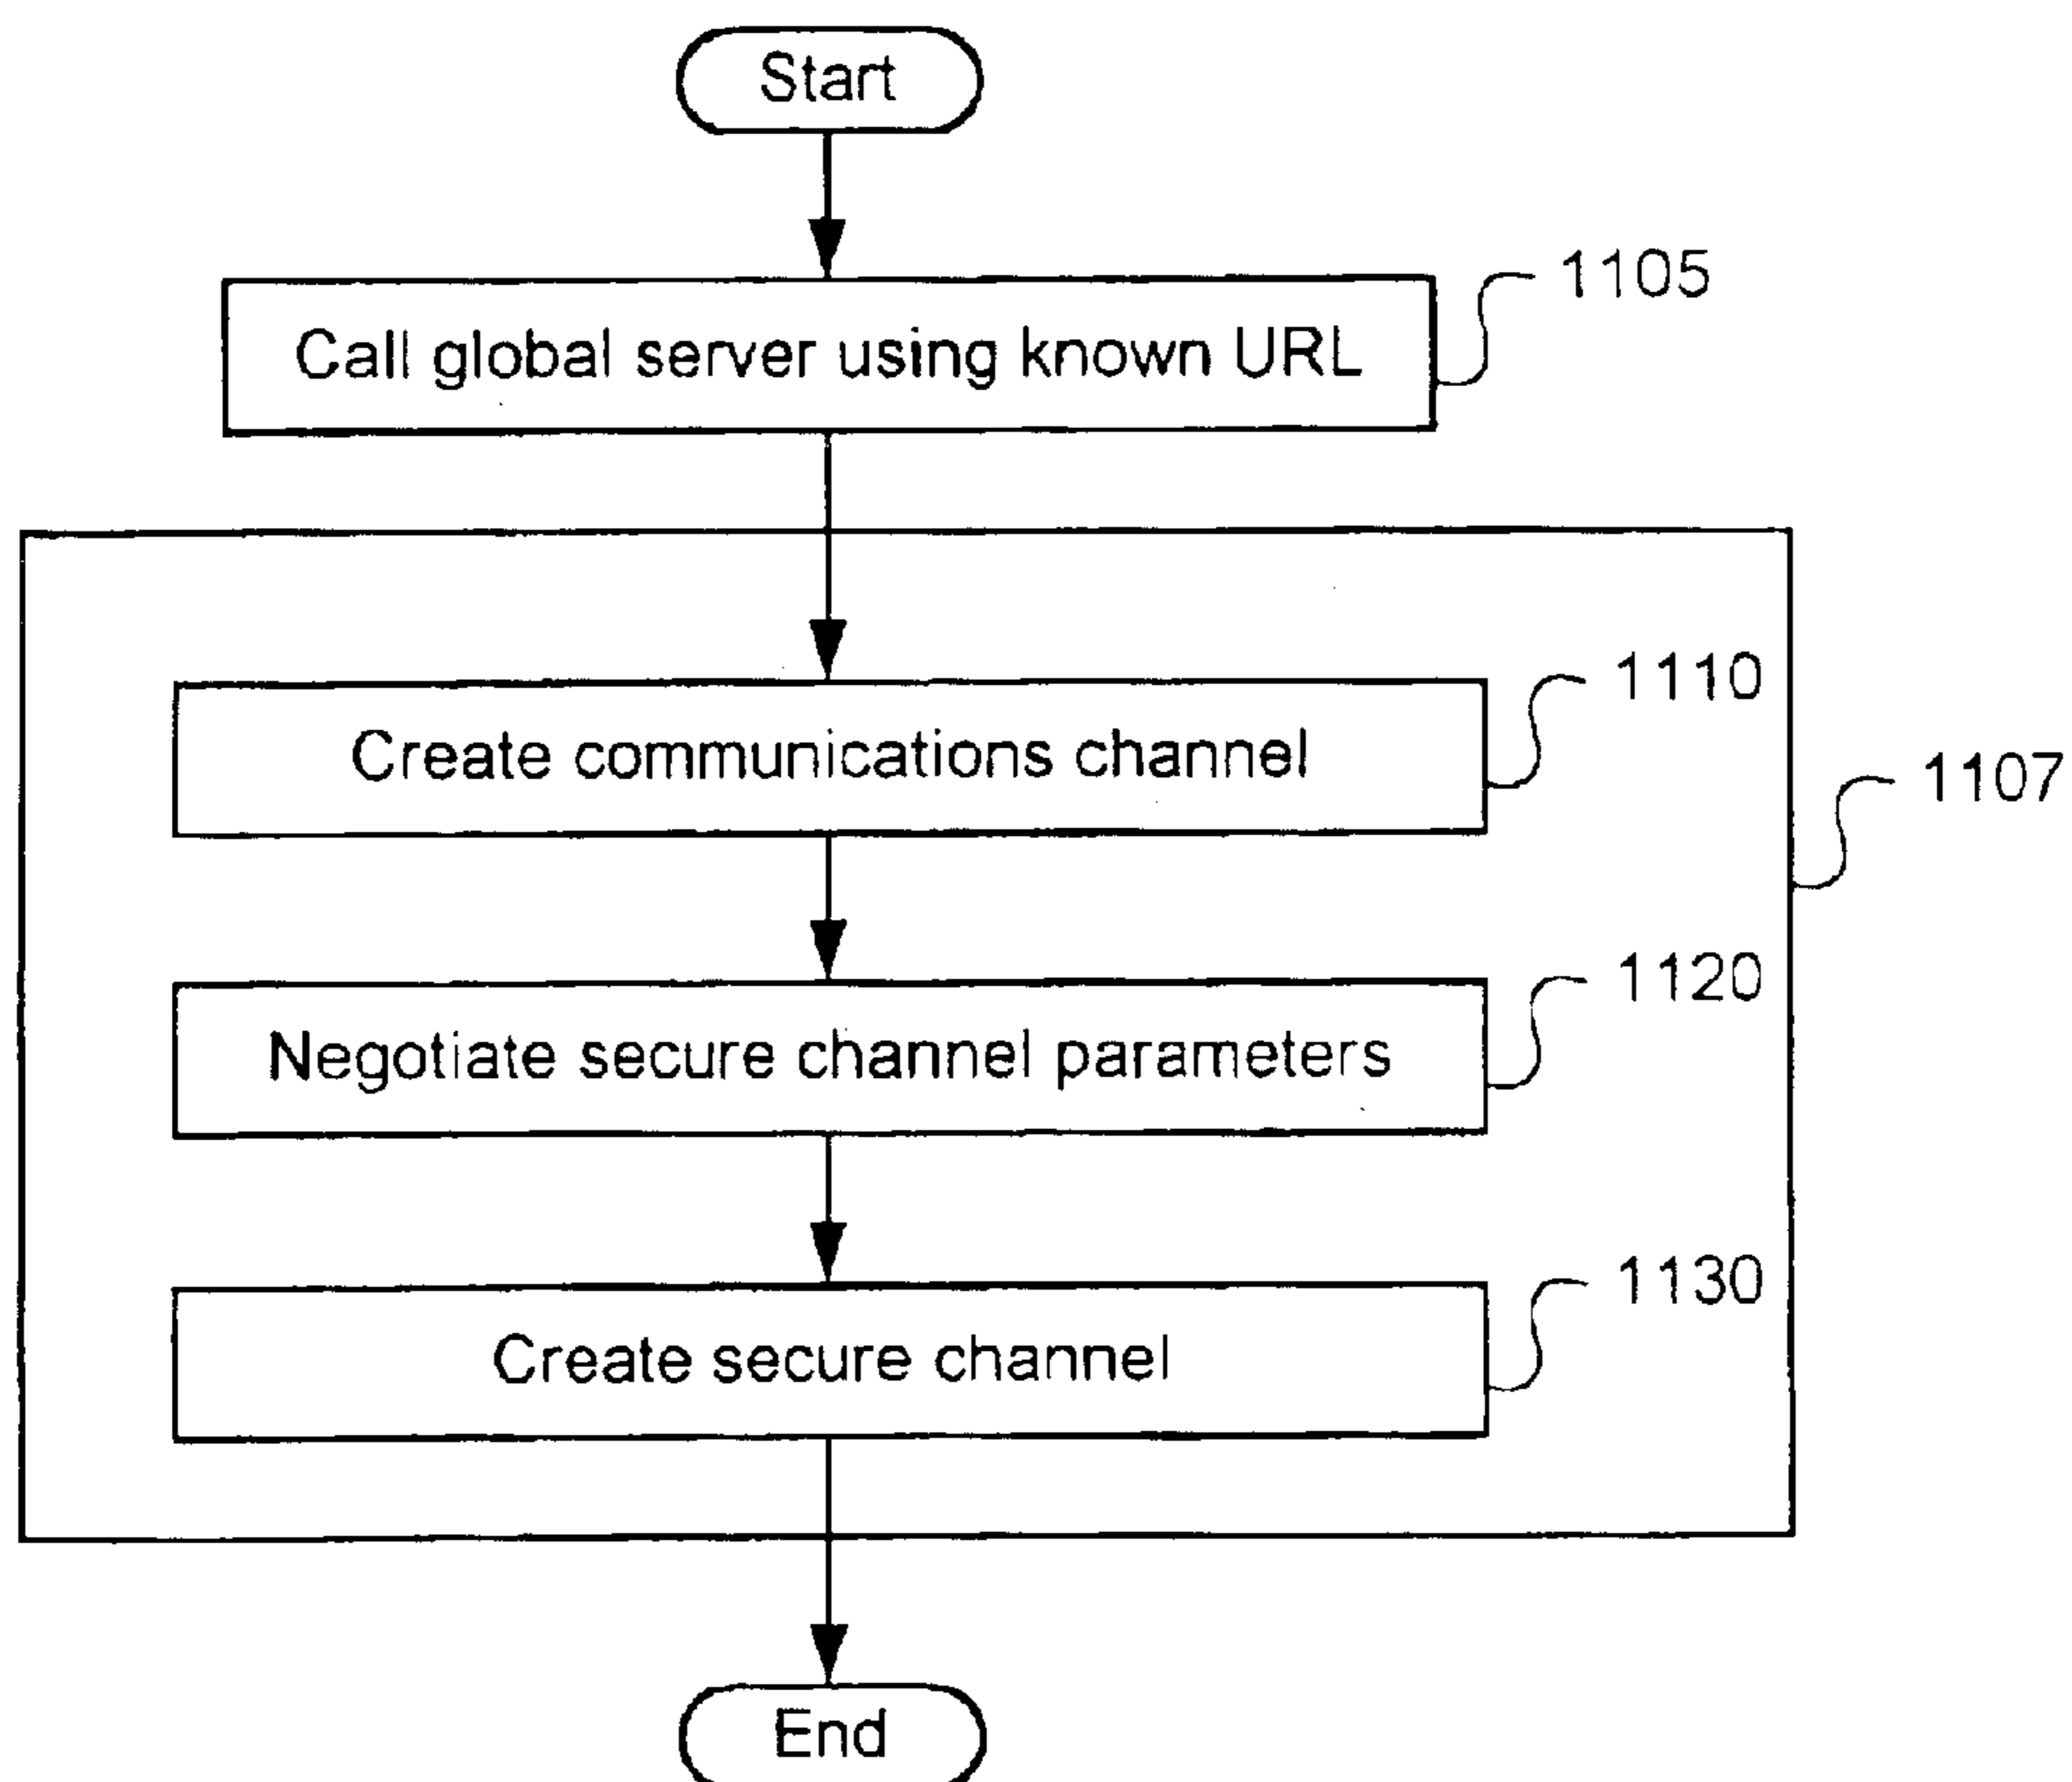 Start
Call global server using known URL
1105
Create communications channel
1110
1107
Negotiate secure channel parameters
1120
Create secure channel
1130
End